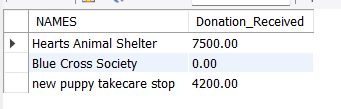 NAMES Donation_Received
Hearts Animal Shelter 7500.00
Blue Cross Society 0.00
new puppy takecare stop 4200.00